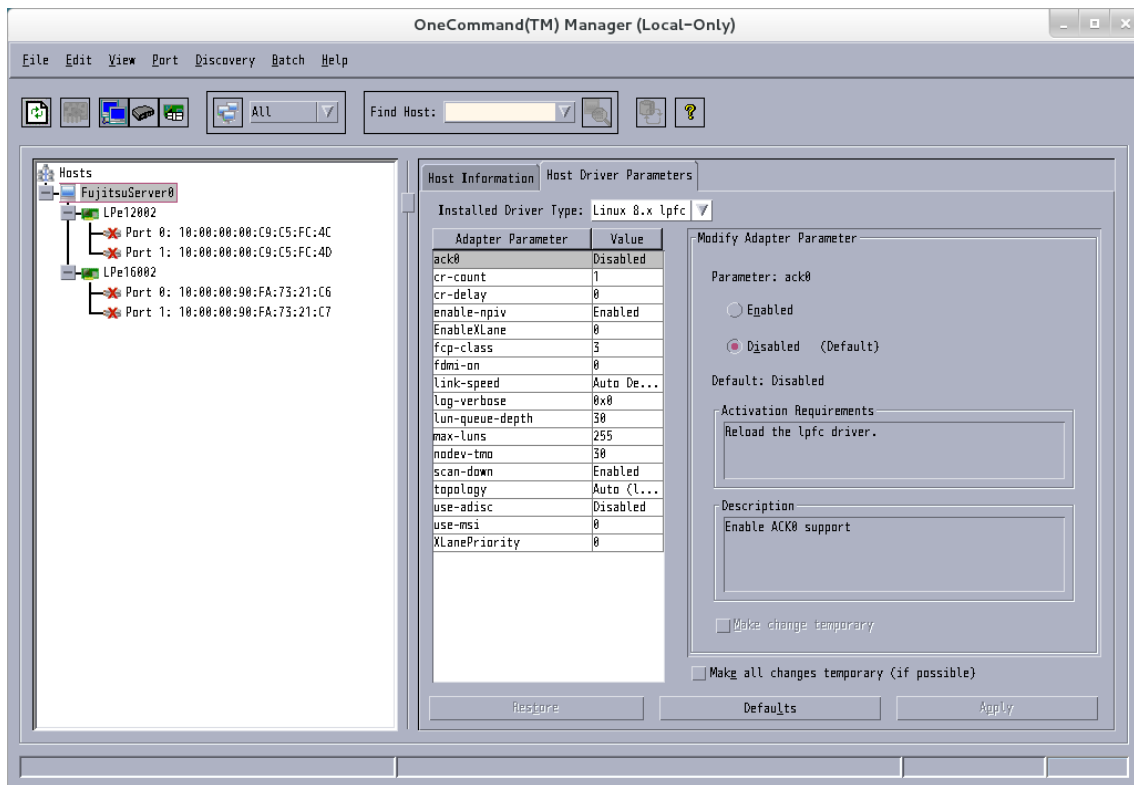 OneCommand(TM) Manager (Local-Only)
File Edit View Port Discovery Batch Help
All
Find Host:
Hosts
FujitsuServer0
LPe12002
Port 0: 10:00:00:00:C9:C5:FC:4C
Port 1: 10:00:00:00:C9:C5:FC:4D
LPe16002
Port 0: 10:00:00:90:FA:73:21:C6
Port 1: 10:00:00:90:FA:73:21:C7
Host Information Host Driver Parameters
Installed Driver Type: Linux 8.x lpfc
Adapter Parameter Value
ack0 Disabled
cr-count 1
cr-delay 0
enable-npiv Enabled
EnableXLane 0
fcp-class 3
fdmi-on 0
link-speed Auto De...
log-verbose 0x0
lun-queue-depth 30
max-luns 255
nodev-tmo 30
scan-down Enabled
topology Auto (l...
use-adisc Disabled
use-msi 0
XLanePriority 0
Modify Adapter Parameter
Parameter: ack0
Enabled
Disabled (Default)
Default: Disabled
Activation Requirements
Reload the lpfc driver.
Description
Enable ACK0 support
Make change temporary
Make all changes temporary (if possible)
Restore Defaults Apply